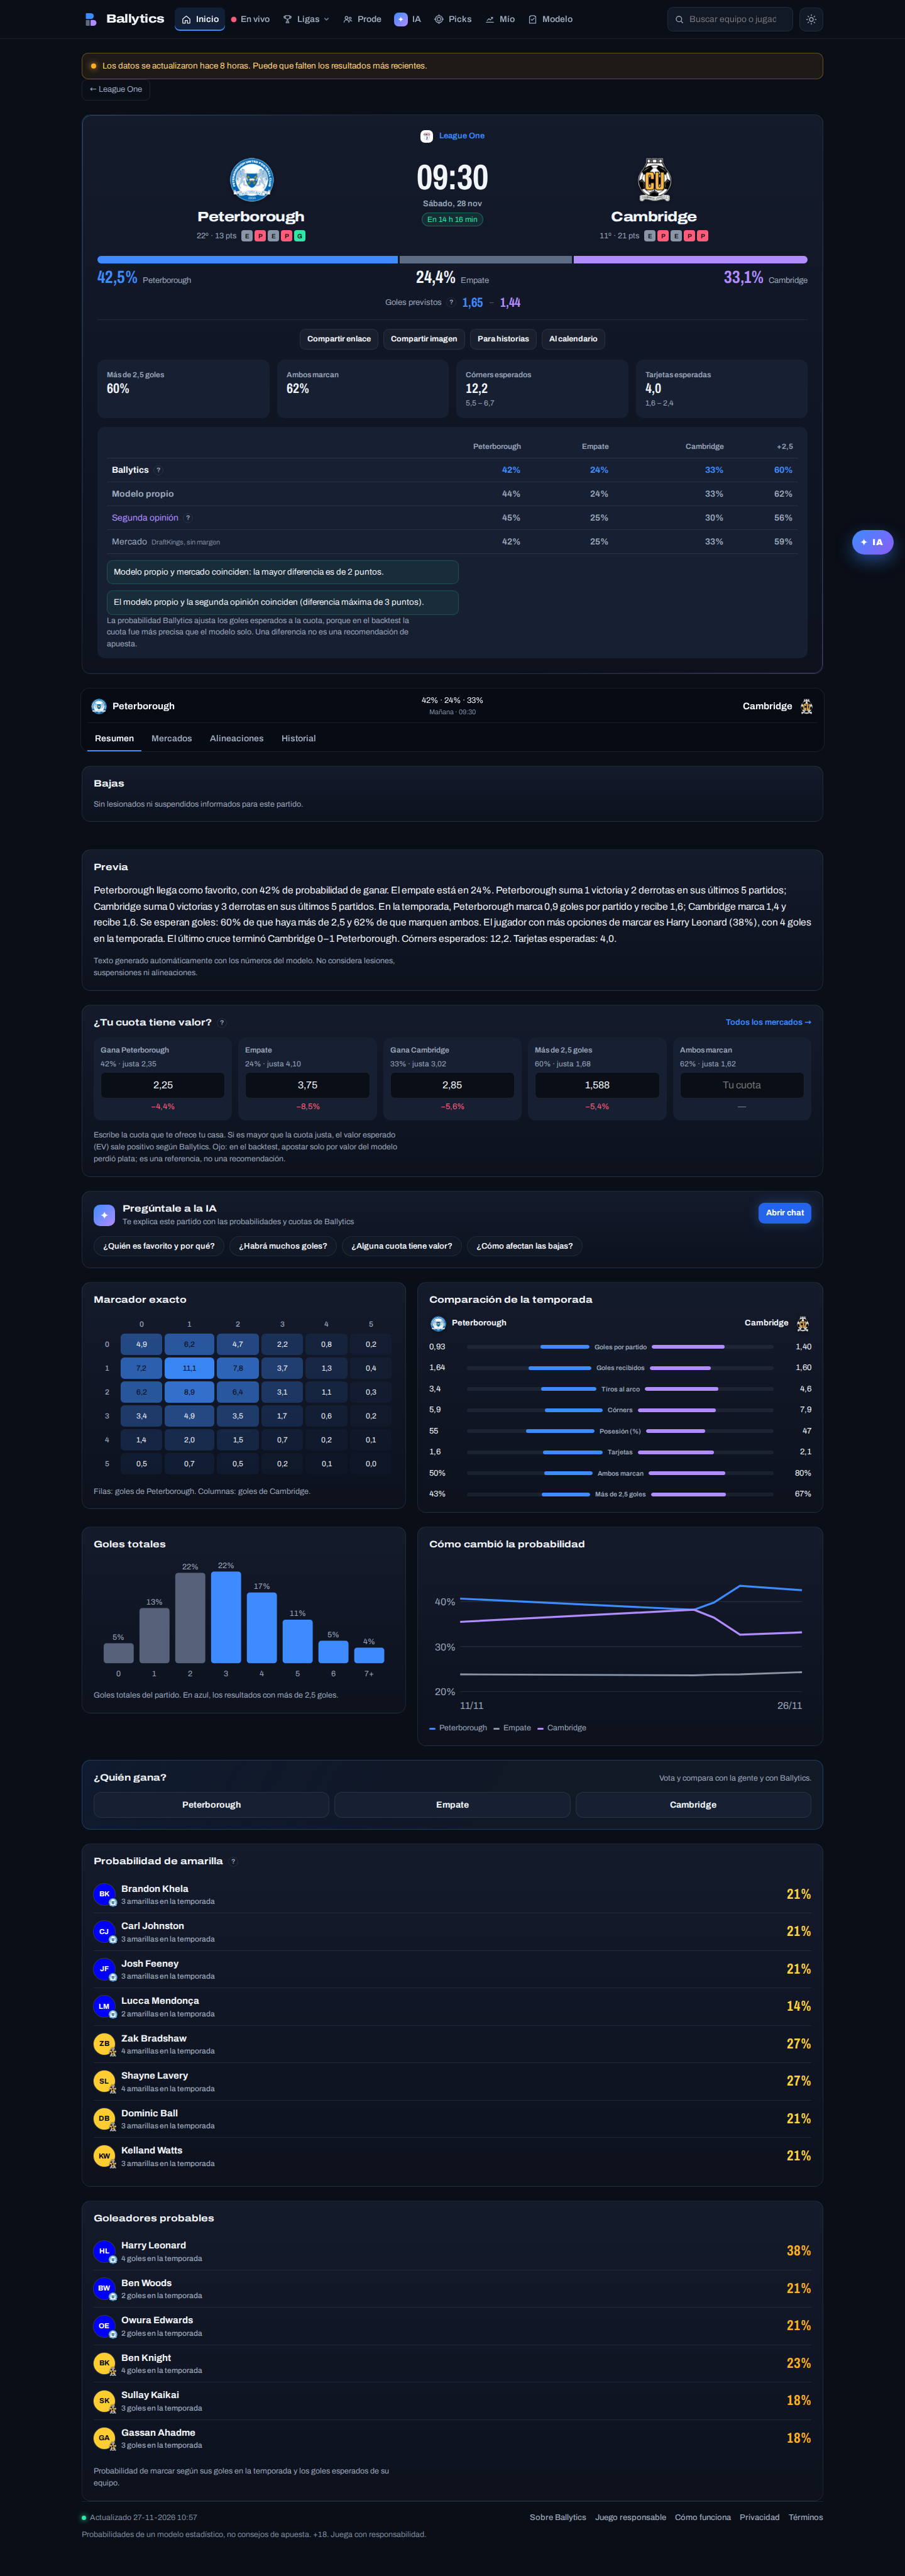 Ballytics
Inicio
En vivo
Ligas
Prode
IA
Picks
Mio
Modelo
Buscar equipo o jugac
Los datos se actualizaron hace 8 horas. Puede que falten los resultados más recientes.
← League One
League One
Peterborough
22º · 13 pts E P E P G
09:30
Sábado, 28 nov
En 14 h 16 min
Cambridge
11º · 21 pts E P E P P
42,5% Peterborough
24,4% Empate
33,1% Cambridge
Goles previstos ? 1,65 – 1,44
Compartir enlace
Compartir imagen
Para historias
Al calendario
Más de 2,5 goles
60%
Ambos marcan
62%
Córners esperados
12,2
5,5 – 6,7
Tarjetas esperadas
4,0
1,6 – 2,4
Peterborough Empate Cambridge +2,5
Ballytics ? 42% 24% 33% 60%
Modelo propio 44% 24% 33% 62%
Segunda opinión ? 45% 25% 30% 56%
Mercado DraftKings, sin margen 42% 25% 33% 59%
Modelo propio y mercado coinciden: la mayor diferencia es de 2 puntos.
El modelo propio y la segunda opinión coinciden (diferencia máxima de 3 puntos).
La probabilidad Ballytics ajusta los goles esperados a la cuota, porque en el backtest la
cuota fue más precisa que el modelo solo. Una diferencia no es una recomendación de
apuesta.
IA
Peterborough
42% · 24% · 33%
Mañana · 09:30
Cambridge
Resumen
Mercados
Alineaciones
Historial
Bajas
Sin lesionados ni suspendidos informados para este partido.
Previa
Peterborough llega como favorito, con 42% de probabilidad de ganar. El empate está en 24%. Peterborough suma 1 victoria y 2 derrotas en sus últimos 5 partidos;
Cambridge suma 0 victorias y 3 derrotas en sus últimos 5 partidos. En la temporada, Peterborough marca 0,9 goles por partido y recibe 1,6; Cambridge marca 1,4 y
recibe 1,6. Se esperan goles: 60% de que haya más de 2,5 y 62% de que marquen ambos. El jugador con más opciones de marcar es Harry Leonard (38%), con 4 goles
en la temporada. El último cruce terminó Cambridge 0–1 Peterborough. Córners esperados: 12,2. Tarjetas esperadas: 4,0.
Texto generado automáticamente con los números del modelo. No considera lesiones,
suspensiones ni alineaciones.
¿Tu cuota tiene valor? ?
Todos los mercados →
Gana Peterborough
42% · justa 2,35
2,25
−4,4%
Empate
24% · justa 4,10
3,75
−8,5%
Gana Cambridge
33% · justa 3,02
2,85
−5,6%
Más de 2,5 goles
60% · justa 1,68
1,588
−5,4%
Ambos marcan
62% · justa 1,62
Tu cuota
—
Escribe la cuota que te ofrece tu casa. Si es mayor que la cuota justa, el valor esperado
(EV) sale positivo según Ballytics. Ojo: en el backtest, apostar solo por valor del modelo
perdió plata; es una referencia, no una recomendación.
Pregúntale a la IA
Te explica este partido con las probabilidades y cuotas de Ballytics
Abrir chat
¿Quién es favorito y por qué?
¿Habrá muchos goles?
¿Alguna cuota tiene valor?
¿Cómo afectan las bajas?
Marcador exacto
0 1 2 3 4 5
0 4,9 6,2 4,7 2,2 0,8 0,2
1 7,2 11,1 7,8 3,7 1,3 0,4
2 6,2 8,9 6,4 3,1 1,1 0,3
3 3,4 4,9 3,5 1,7 0,6 0,2
4 1,4 2,0 1,5 0,7 0,2 0,1
5 0,5 0,7 0,5 0,2 0,1 0,0
Filas: goles de Peterborough. Columnas: goles de Cambridge.
Comparación de la temporada
Peterborough Cambridge
0,93 Goles por partido 1,40
1,64 Goles recibidos 1,60
3,4 Tiros al arco 4,6
5,9 Córners 7,9
55 Posesión (%) 47
1,6 Tarjetas 2,1
50% Ambos marcan 80%
43% Más de 2,5 goles 67%
Goles totales
5% 13% 22% 22% 17% 11% 5% 4%
0 1 2 3 4 5 6 7+
Goles totales del partido. En azul, los resultados con más de 2,5 goles.
Cómo cambió la probabilidad
40%
30%
20%
11/11 26/11
Peterborough Empate Cambridge
¿Quién gana?
Vota y compara con la gente y con Ballytics.
Peterborough
Empate
Cambridge
Probabilidad de amarilla ?
BK Brandon Khela 21%
3 amarillas en la temporada
CJ Carl Johnston 21%
3 amarillas en la temporada
JF Josh Feeney 21%
3 amarillas en la temporada
LM Lucca Mendonça 14%
2 amarillas en la temporada
ZB Zak Bradshaw 27%
4 amarillas en la temporada
SL Shayne Lavery 27%
4 amarillas en la temporada
DB Dominic Ball 21%
3 amarillas en la temporada
KW Kelland Watts 21%
3 amarillas en la temporada
Goleadores probables
HL Harry Leonard 38%
4 goles en la temporada
BW Ben Woods 21%
2 goles en la temporada
OE Owura Edwards 21%
2 goles en la temporada
BK Ben Knight 23%
4 goles en la temporada
SK Sullay Kaikai 18%
3 goles en la temporada
GA Gassan Ahadme 18%
3 goles en la temporada
Probabilidad de marcar según sus goles en la temporada y los goles esperados de su
equipo.
Actualizado 27-11-2026 10:57
Sobre Ballytics
Juego responsable
Cómo funciona
Privacidad
Términos
Probabilidades de un modelo estadístico, no consejos de apuesta. +18. Juega con responsabilidad.